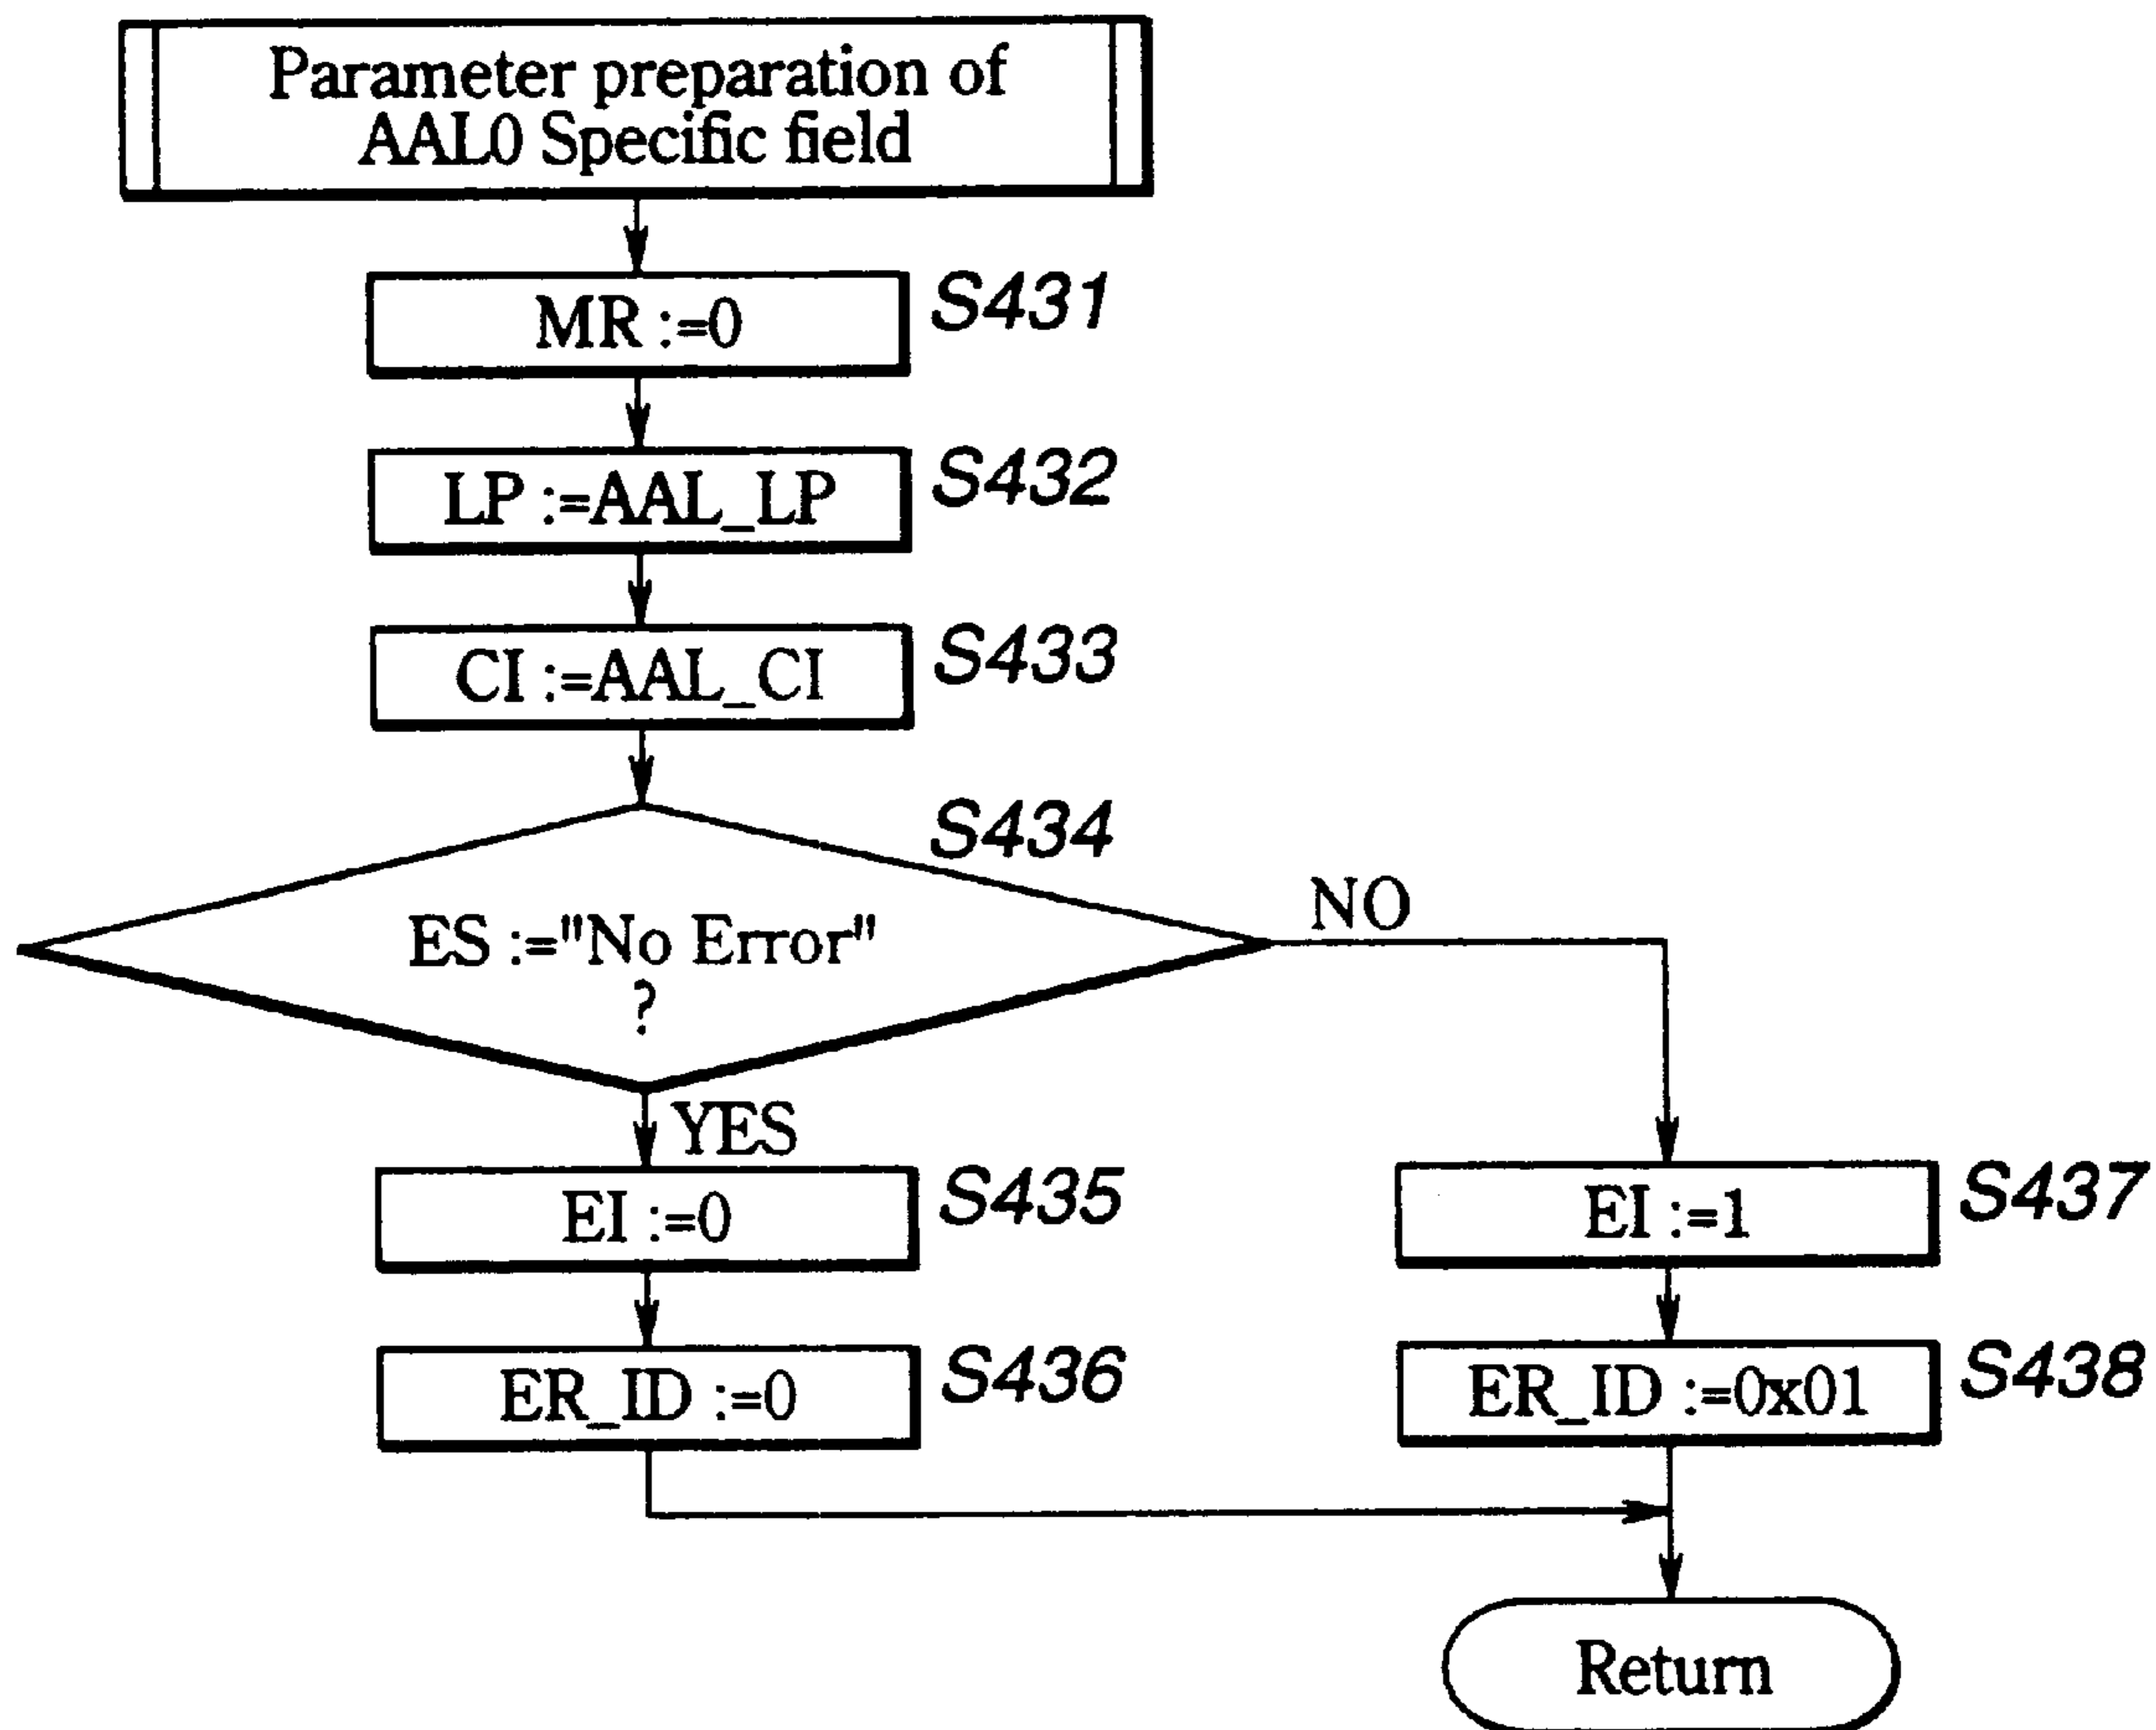 Parameter preparation of
AAL0 Specific field
MR :=0
S431
LP :=AAL_LP
S432
CI :=AAL_CI
S433
S434
ES :="No Error"
?
NO
YES
EI :=0
S435
EI :=1
S437
ER_ID :=0
S436
ER_ID :=0x01
S438
Return